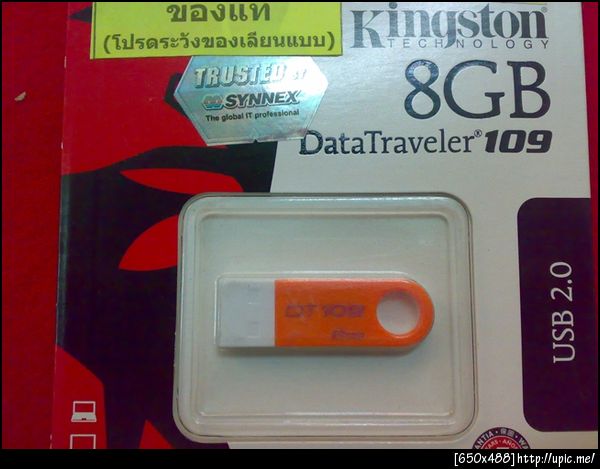 ของแท้
(โปรดระวังของเลียนแบบ)
Kingston
TECHNOLOGY
TRUSTED by
SYNNEX
The global IT professional
8GB
DataTraveler® 109
DT 109
8GB
USB 2.0
[650x488]http://upic.me/